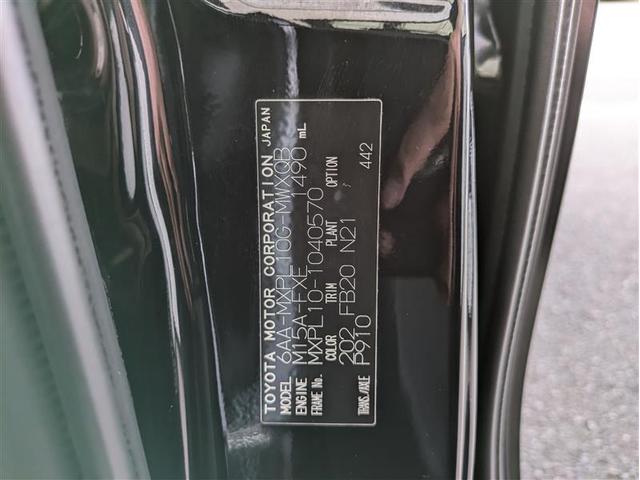 TOYOTA MOTOR CORPORATION JAPAN
MODEL 6AA-MXPL10G-MWXQB
ENGINE M15A-FXE 1490 mL
FRAME No. MXPL10-1040570
COLOR TRIM PLANT OPTION
202 FB20 N21
TRANS./AXLE P910 442